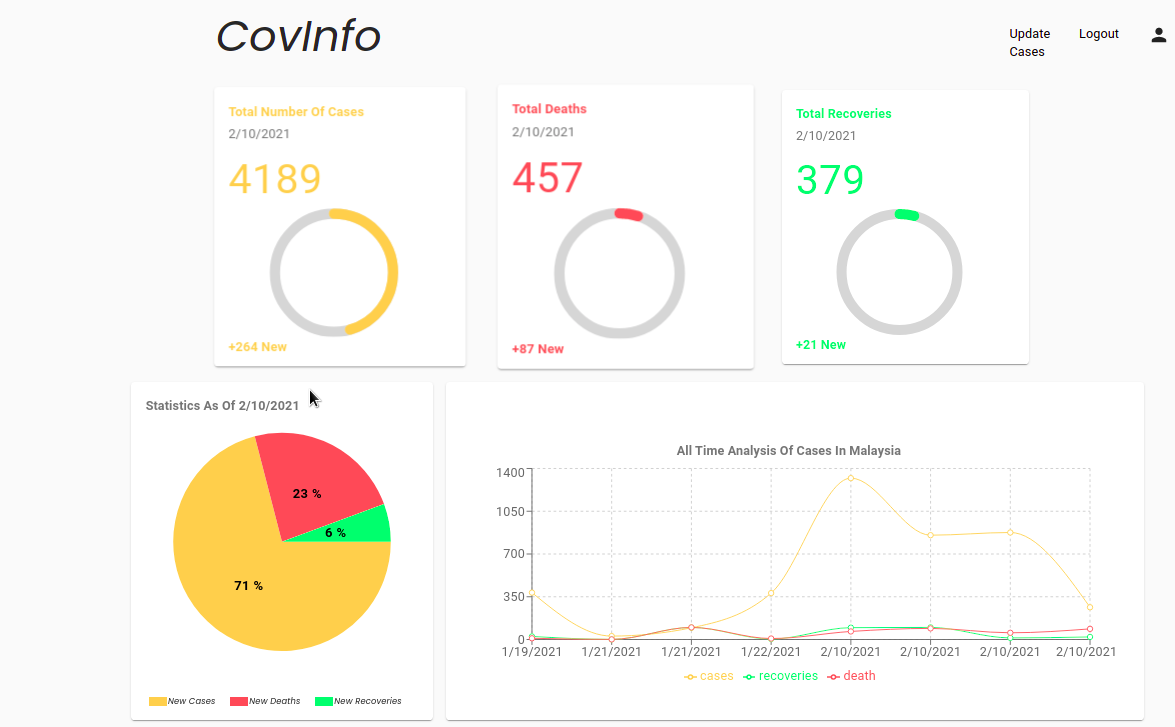 CovInfo
Update
Cases
Logout
Total Number Of Cases
2/10/2021
4189
+264 New
Total Deaths
2/10/2021
457
+87 New
Total Recoveries
2/10/2021
379
+21 New
Statistics As Of 2/10/2021
23 %
6 %
71 %
New Cases New Deaths New Recoveries
All Time Analysis Of Cases In Malaysia
1400
1050
700
350
0
1/19/2021 1/21/2021 1/21/2021 1/22/2021 2/10/2021 2/10/2021 2/10/2021 2/10/2021
cases recoveries death